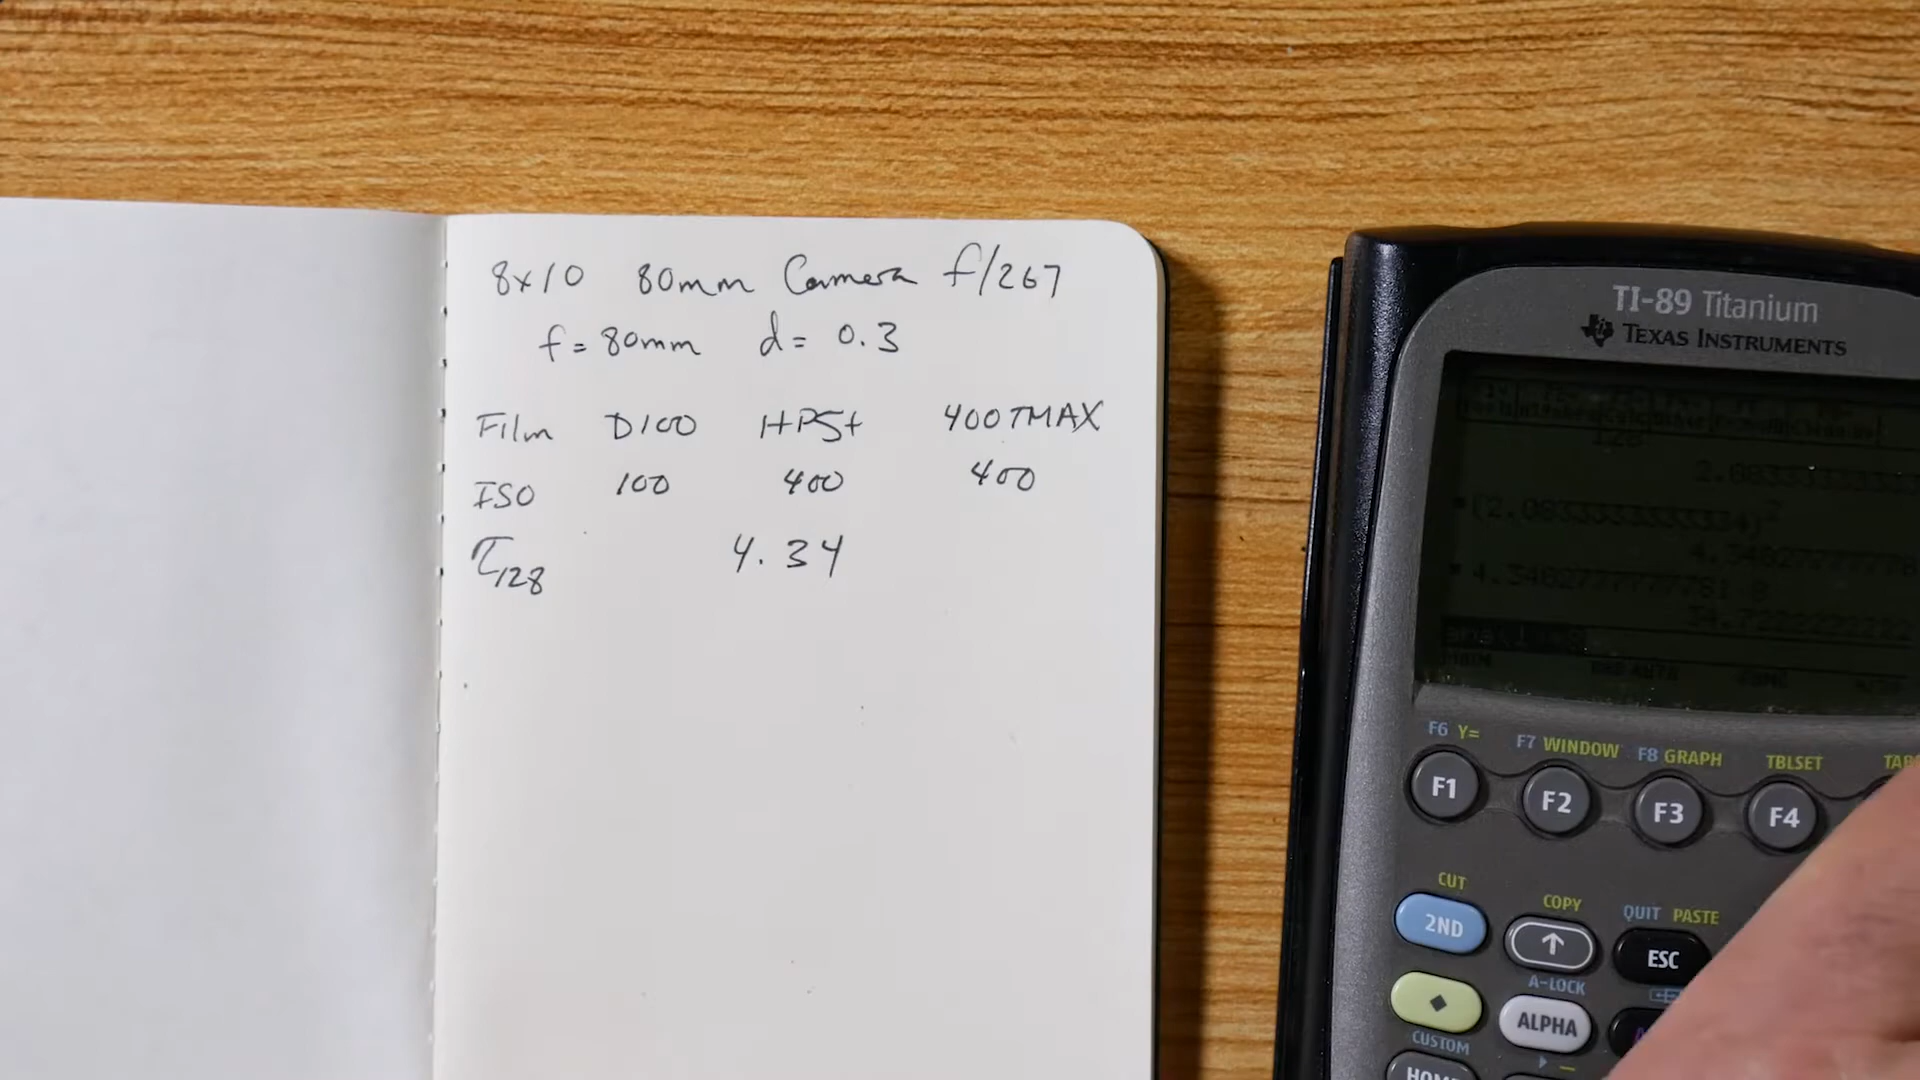 8x10 80mm Camera f/267
f = 80mm d = 0.3
Film D100 HP5+ 400TMAX
ISO 100 400 400
T128 4.34
TI-89 Titanium
TEXAS INSTRUMENTS
128
F6 Y= F7 WINDOW F8 GRAPH TBLSET
F1 F2 F3 F4
CUT COPY QUIT PASTE
2ND ↑ ESC
A-LOCK
◆ ALPHA
CUSTOM